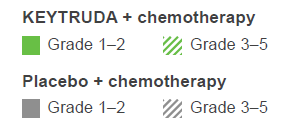 KEYTRUDA + chemotherapy
Grade 1–2 Grade 3–5
Placebo + chemotherapy
Grade 1–2 Grade 3–5